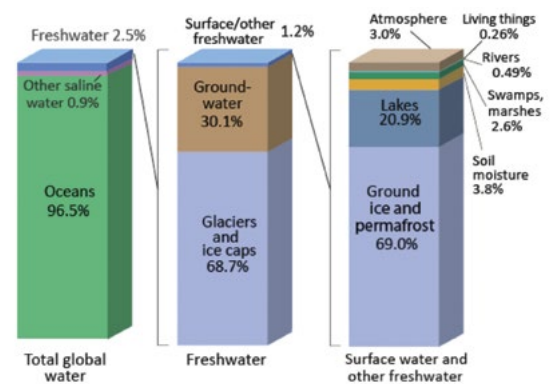 Freshwater 2.5%
Other saline
water 0.9%
Oceans
96.5%
Total global
water
Surface/other
freshwater
1.2%
Ground-
water
30.1%
Glaciers
and
ice caps
68.7%
Freshwater
Atmosphere
3.0%
Living things
0.26%
Rivers
0.49%
Swamps,
marshes
2.6%
Soil
moisture
3.8%
Lakes
20.9%
Ground
ice and
permafrost
69.0%
Surface water and
other freshwater